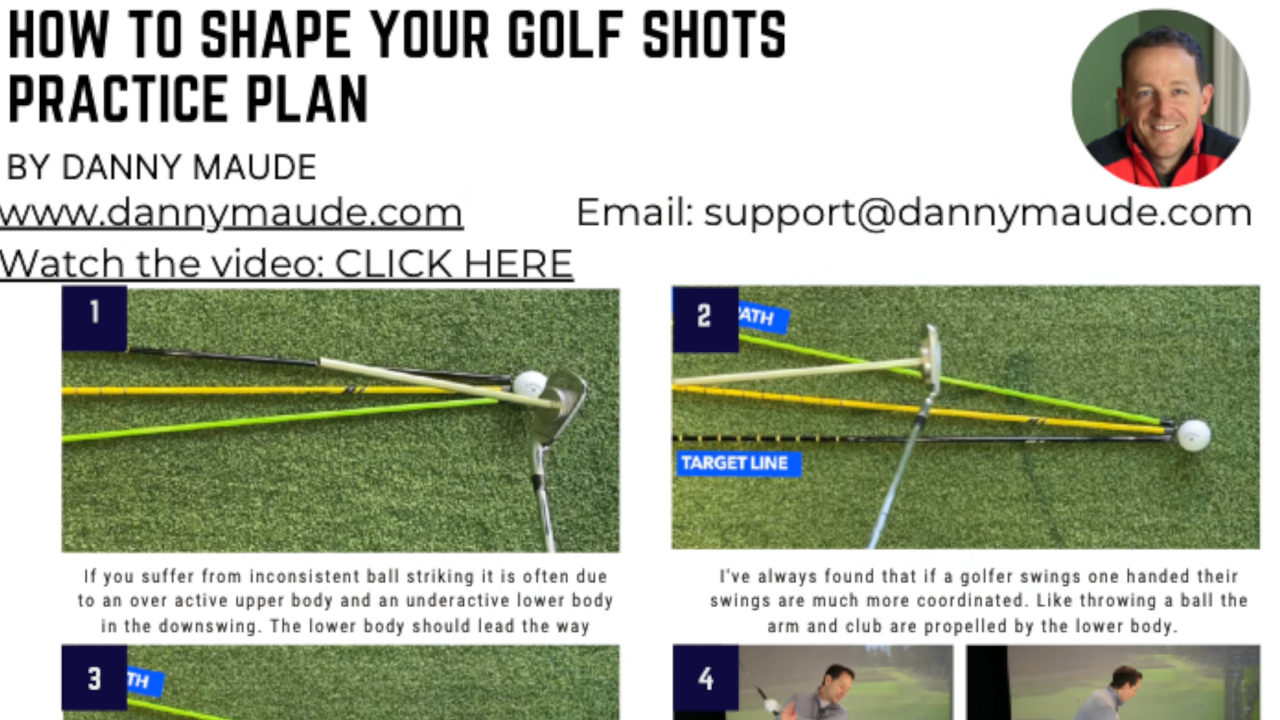 HOW TO SHAPE YOUR GOLF SHOTS
PRACTICE PLAN
BY DANNY MAUDE
www.dannymaude.com
Email: support@dannymaude.com
Watch the video: CLICK HERE
1
2
ATH
TARGET LINE
If you suffer from inconsistent ball striking it is often due
to an over active upper body and an underactive lower body
in the downswing. The lower body should lead the way
I've always found that if a golfer swings one handed their
swings are much more coordinated. Like throwing a ball the
arm and club are propelled by the lower body.
3
TH
4